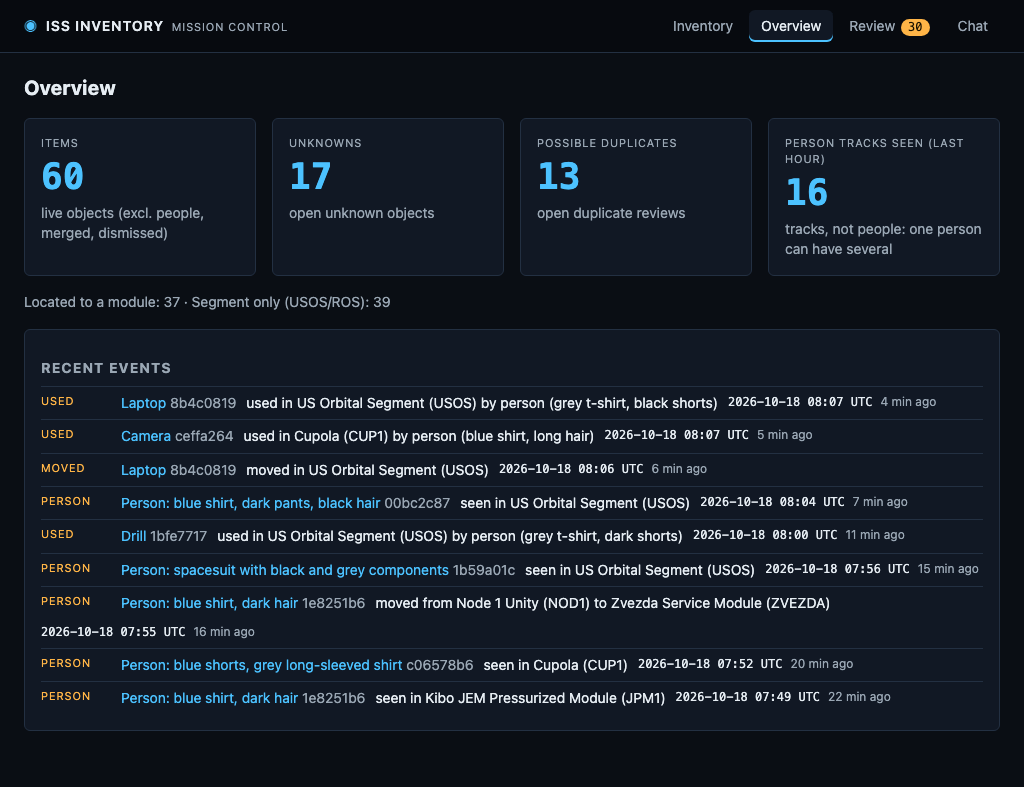 ISS INVENTORY MISSION CONTROL Inventory Overview Review 30 Chat
Overview
ITEMS
60
live objects (excl. people,
merged, dismissed)
UNKNOWNS
17
open unknown objects
POSSIBLE DUPLICATES
13
open duplicate reviews
PERSON TRACKS SEEN (LAST
HOUR)
16
tracks, not people: one person
can have several
Located to a module: 37 · Segment only (USOS/ROS): 39
RECENT EVENTS
USED Laptop 8b4c0819 used in US Orbital Segment (USOS) by person (grey t-shirt, black shorts) 2026-10-18 08:07 UTC 4 min ago
USED Camera ceffa264 used in Cupola (CUP1) by person (blue shirt, long hair) 2026-10-18 08:07 UTC 5 min ago
MOVED Laptop 8b4c0819 moved in US Orbital Segment (USOS) 2026-10-18 08:06 UTC 6 min ago
PERSON Person: blue shirt, dark pants, black hair 00bc2c87 seen in US Orbital Segment (USOS) 2026-10-18 08:04 UTC 7 min ago
USED Drill 1bfe7717 used in US Orbital Segment (USOS) by person (grey t-shirt, dark shorts) 2026-10-18 08:00 UTC 11 min ago
PERSON Person: spacesuit with black and grey components 1b59a01c seen in US Orbital Segment (USOS) 2026-10-18 07:56 UTC 15 min ago
PERSON Person: blue shirt, dark hair 1e8251b6 moved from Node 1 Unity (NOD1) to Zvezda Service Module (ZVEZDA)
2026-10-18 07:55 UTC 16 min ago
PERSON Person: blue shorts, grey long-sleeved shirt c06578b6 seen in Cupola (CUP1) 2026-10-18 07:52 UTC 20 min ago
PERSON Person: blue shirt, dark hair 1e8251b6 seen in Kibo JEM Pressurized Module (JPM1) 2026-10-18 07:49 UTC 22 min ago